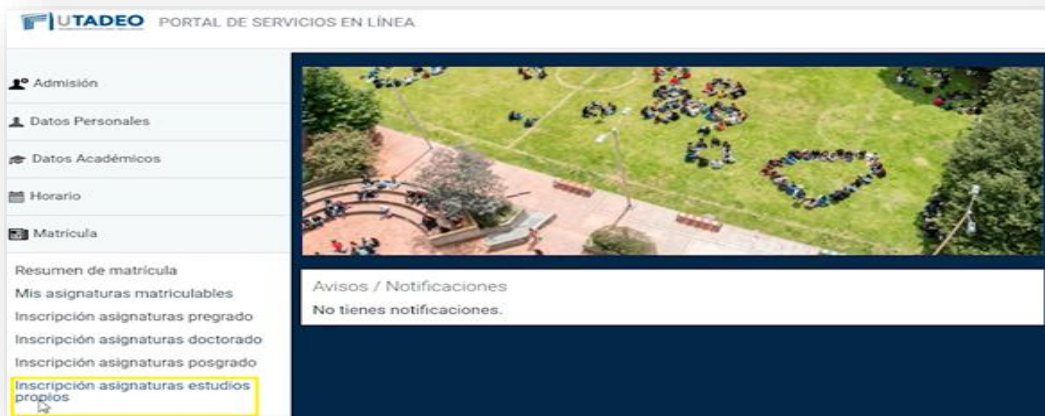 UTADEO PORTAL DE SERVICIOS EN LÍNEA
Admisión
Datos Personales
Datos Académicos
Horario
Matrícula
Resumen de matrícula
Mis asignaturas matriculables
Inscripción asignaturas pregrado
Inscripción asignaturas doctorado
Inscripción asignaturas posgrado
Inscripción asignaturas estudios
propios
Avisos / Notificaciones
No tienes notificaciones.